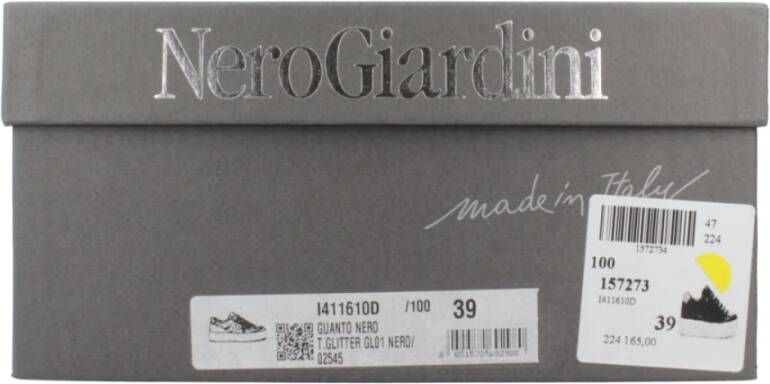 NeroGiardini
made in Italy
47
224
1572734
100
157273
I411610D
39
224 165,00
I411610D /100 39
GUANTO NERO
T.GLITTER GL01 NERO/
02545